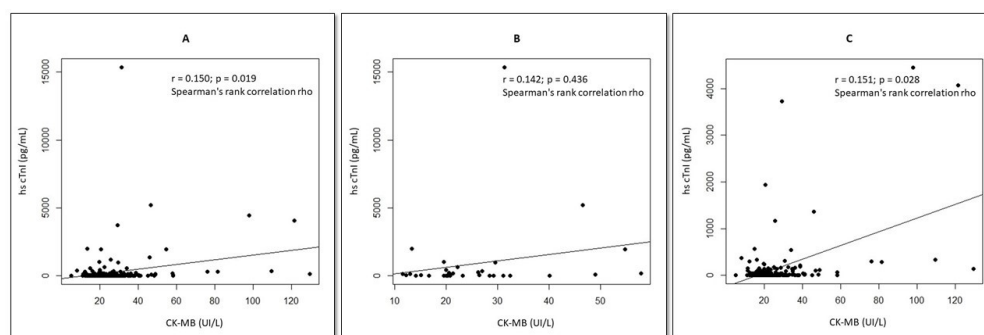 A
r = 0.150; p = 0.019
Spearman's rank correlation rho
hs cTnI (pg/mL)
15000
10000
5000
0
20 40 60 80 100 120
CK-MB (UI/L)
B
r = 0.142; p = 0.436
Spearman's rank correlation rho
hs cTnI (pg/mL)
15000
10000
5000
0
10 20 30 40 50
CK-MB (UI/L)
C
r = 0.151; p = 0.028
Spearman's rank correlation rho
hs cTnI (pg/mL)
4000
3000
2000
1000
0
20 40 60 80 100 120
CK-MB (UI/L)